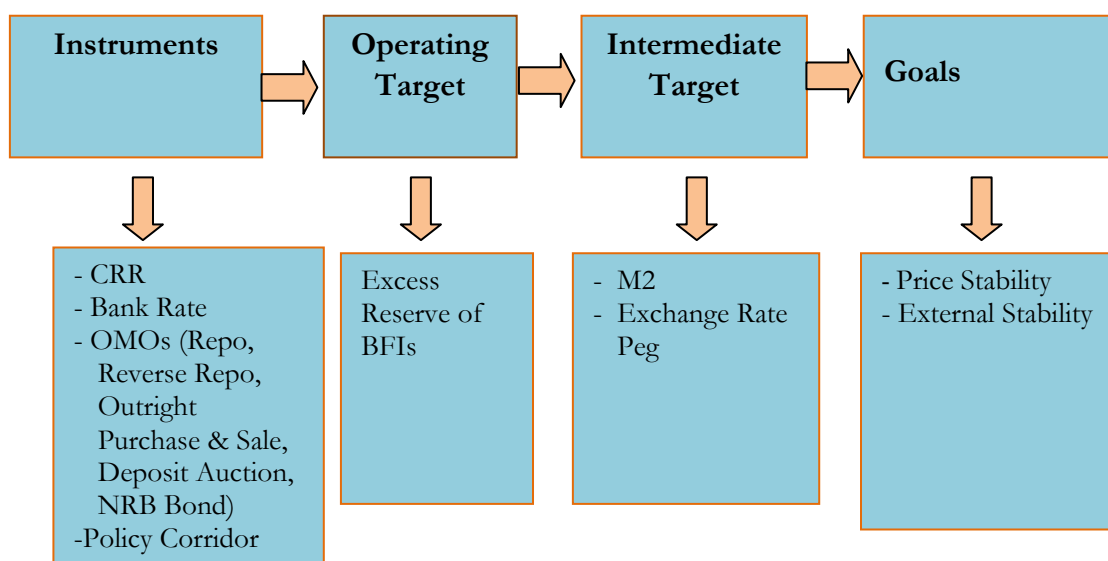 Instruments
Operating
Target
Intermediate
Target
Goals
- CRR
- Bank Rate
- OMOs (Repo,
Reverse Repo,
Outright
Purchase & Sale,
Deposit Auction,
NRB Bond)
-Policy Corridor
Excess
Reserve of
BFIs
- M2
- Exchange Rate
Peg
- Price Stability
- External Stability